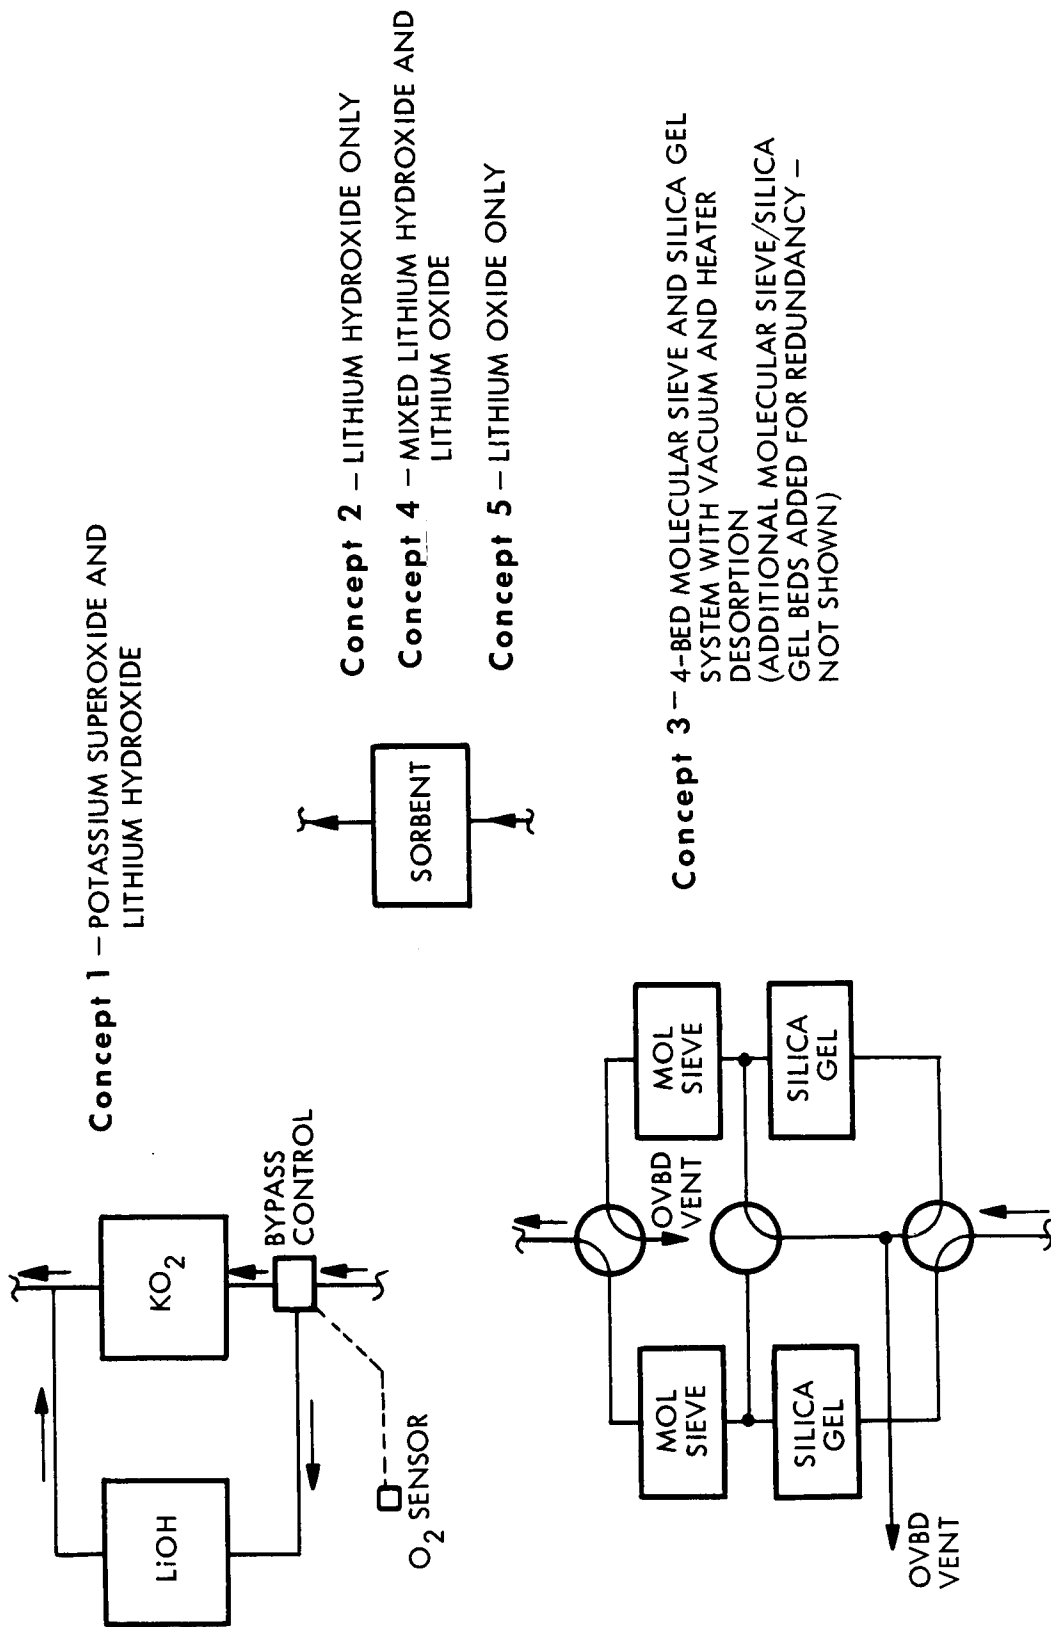 Concept 1 – POTASSIUM SUPEROXIDE AND
LITHIUM HYDROXIDE
LiOH
KO2
BYPASS
CONTROL
O2 SENSOR
SORBENT
Concept 2 – LITHIUM HYDROXIDE ONLY
Concept 4 – MIXED LITHIUM HYDROXIDE AND
LITHIUM OXIDE
Concept 5 – LITHIUM OXIDE ONLY
MOL
SIEVE
MOL
SIEVE
OVBD
VENT
SILICA
GEL
SILICA
GEL
OVBD
VENT
Concept 3 – 4-BED MOLECULAR SIEVE AND SILICA GEL
SYSTEM WITH VACUUM AND HEATER
DESORPTION
(ADDITIONAL MOLECULAR SIEVE/SILICA
GEL BEDS ADDED FOR REDUNDANCY –
NOT SHOWN)